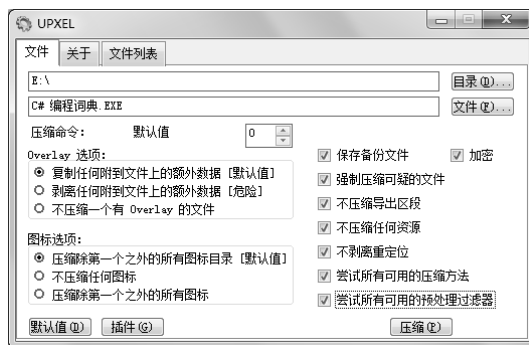 UPXEL
文件 关于 文件列表
E:\ 目录(D)...
C# 编程词典.EXE 文件(F)...
压缩命令: 默认值 0
Overlay 选项:
复制任何附到文件上的额外数据 [默认值]
剥离任何附到文件上的额外数据 [危险]
不压缩一个有 Overlay 的文件
图标选项:
压缩除第一个之外的所有图标目录 [默认值]
不压缩任何图标
压缩除第一个之外的所有图标
保存备份文件 加密
强制压缩可疑的文件
不压缩导出区段
不压缩任何资源
不剥离重定位
尝试所有可用的压缩方法
尝试所有可用的预处理过滤器
默认值(D) 插件(G) 压缩(P)